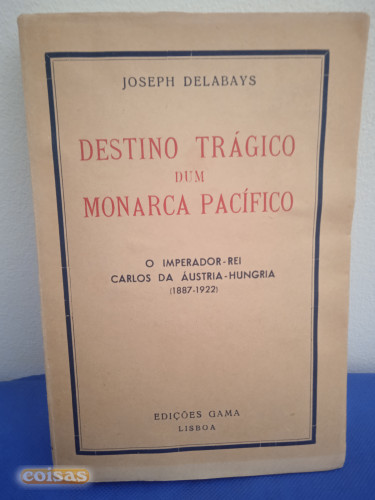 JOSEPH DELABAYS
DESTINO TRÁGICO
DUM
MONARCA PACÍFICO
O IMPERADOR-REI
CARLOS DA ÁUSTRIA-HUNGRIA
(1887-1922)
EDIÇÕES GAMA
LISBOA
coisas